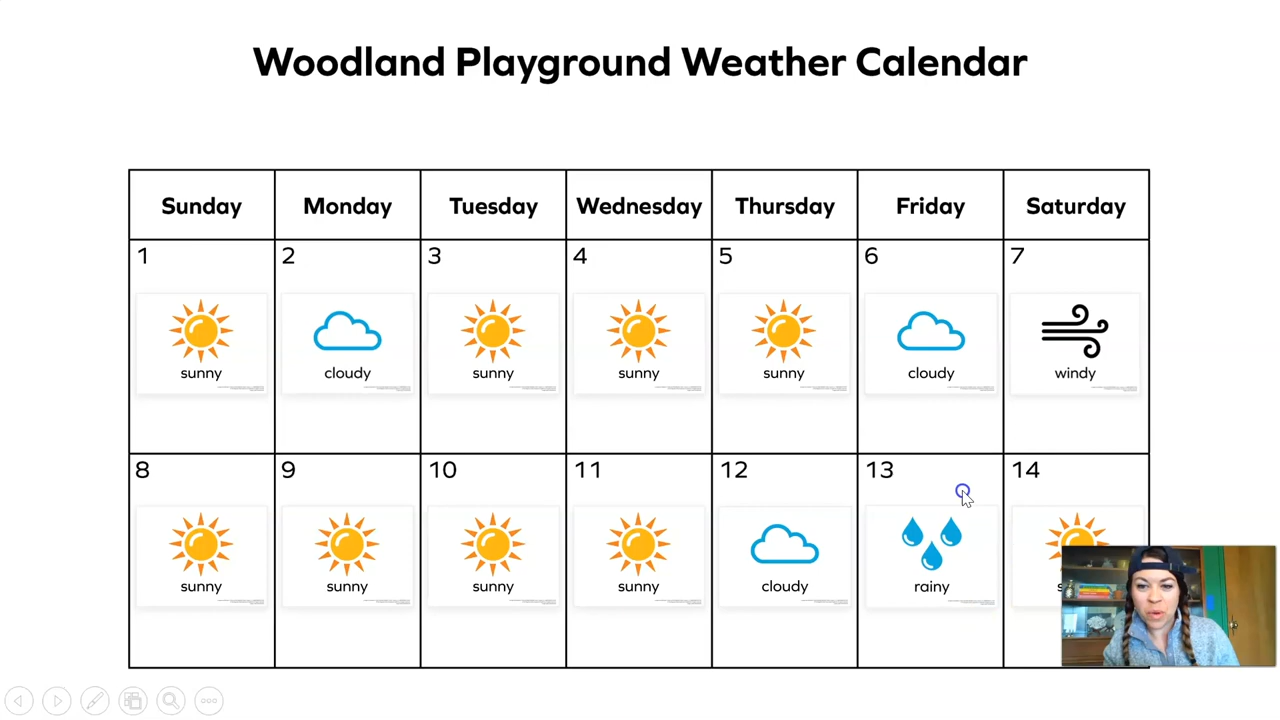 Woodland Playground Weather Calendar
Sunday Monday Tuesday Wednesday Thursday Friday Saturday
1 2 3 4 5 6 7
sunny cloudy sunny sunny sunny cloudy windy
8 9 10 11 12 13 14
sunny sunny sunny sunny cloudy rainy